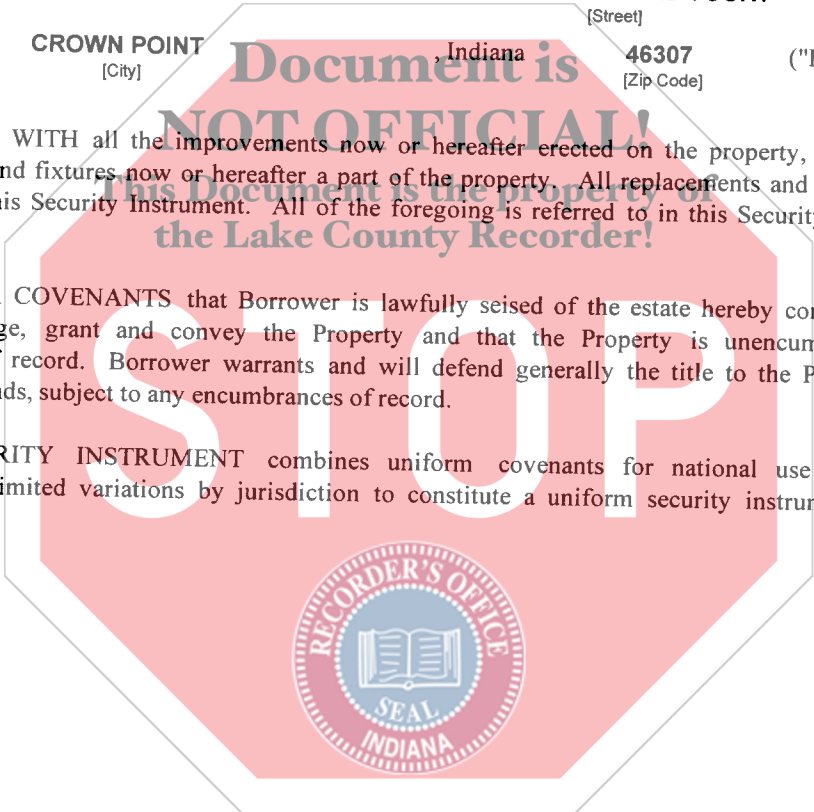 [Street]
CROWN POINT , Indiana 46307 ("
[City] [Zip Code]
Document is
NOT OFFICIAL!
This Document is the property of
the Lake County Recorder!
WITH all the improvements now or hereafter erected on the property,
nd fixtures now or hereafter a part of the property. All replacements and
is Security Instrument. All of the foregoing is referred to in this Security
COVENANTS that Borrower is lawfully seised of the estate hereby con
ge, grant and convey the Property and that the Property is unencum
record. Borrower warrants and will defend generally the title to the P
nds, subject to any encumbrances of record.
STOP
RITY INSTRUMENT combines uniform covenants for national use
imited variations by jurisdiction to constitute a uniform security instrum
RECORDER'S OFFICE
SEAL
INDIANA